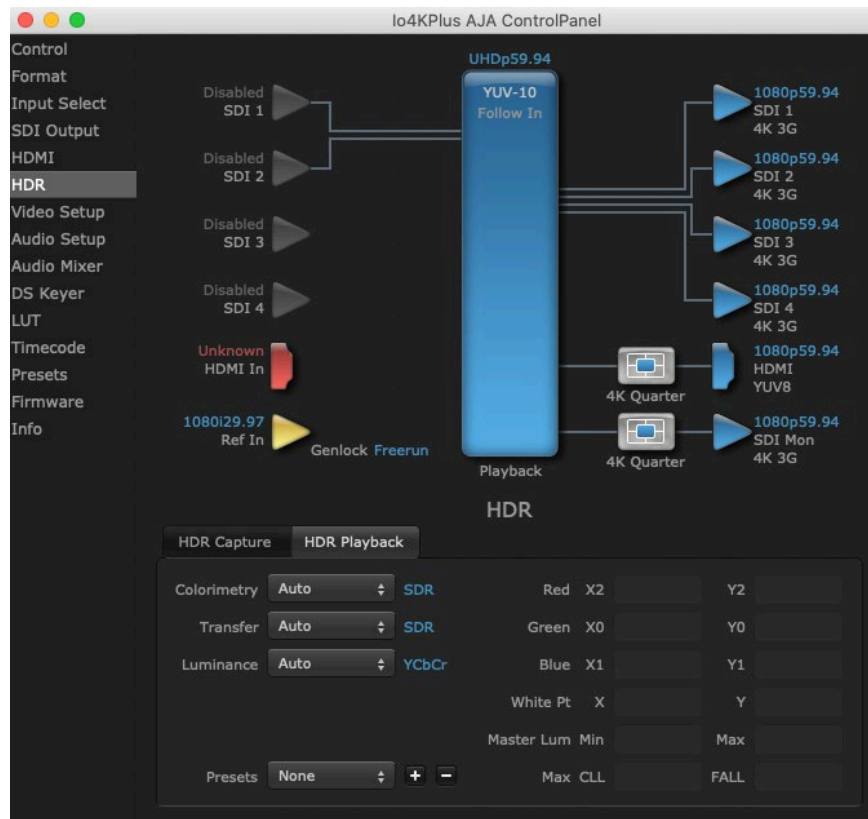 Io4KPlus AJA ControlPanel
Control
Format
Input Select
SDI Output
HDMI
HDR
Video Setup
Audio Setup
Audio Mixer
DS Keyer
LUT
Timecode
Presets
Firmware
Info
Disabled
SDI 1
Disabled
SDI 2
Disabled
SDI 3
Disabled
SDI 4
Unknown
HDMI In
1080i29.97
Ref In
Genlock Freerun
UHDp59.94
YUV-10
Follow In
Playback
4K Quarter
4K Quarter
1080p59.94
SDI 1
4K 3G
1080p59.94
SDI 2
4K 3G
1080p59.94
SDI 3
4K 3G
1080p59.94
SDI 4
4K 3G
1080p59.94
HDMI
YUV8
1080p59.94
SDI Mon
4K 3G
HDR
HDR Capture HDR Playback
Colorimetry Auto SDR Red X2 Y2
Transfer Auto SDR Green X0 Y0
Luminance Auto YCbCr Blue X1 Y1
White Pt X Y
Master Lum Min Max
Presets None + - Max CLL FALL